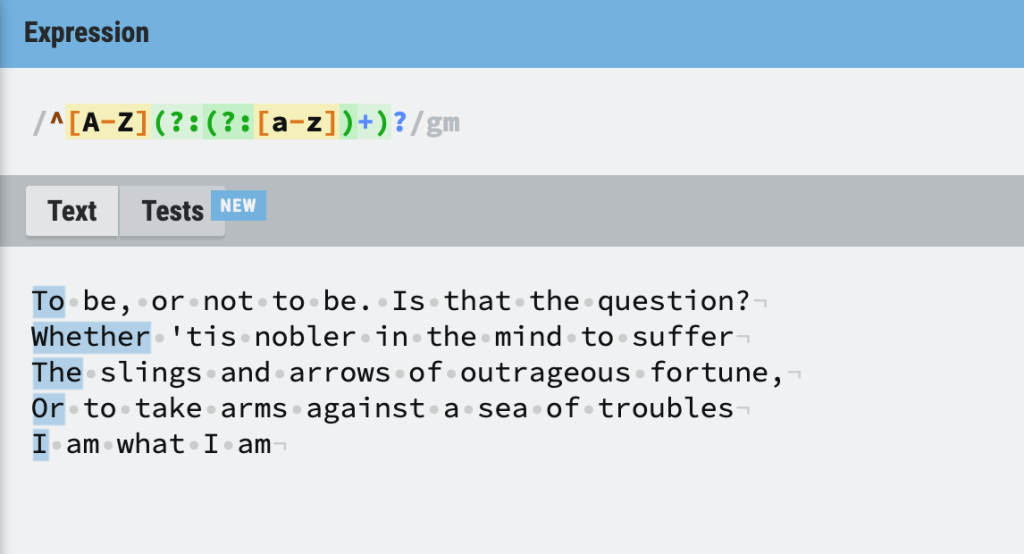 Expression
/^[A-Z](?:(?:[a-z])+)?/gm
Text Tests NEW
To be, or not to be. Is that the question?
Whether 'tis nobler in the mind to suffer
The slings and arrows of outrageous fortune,
Or to take arms against a sea of troubles
I am what I am